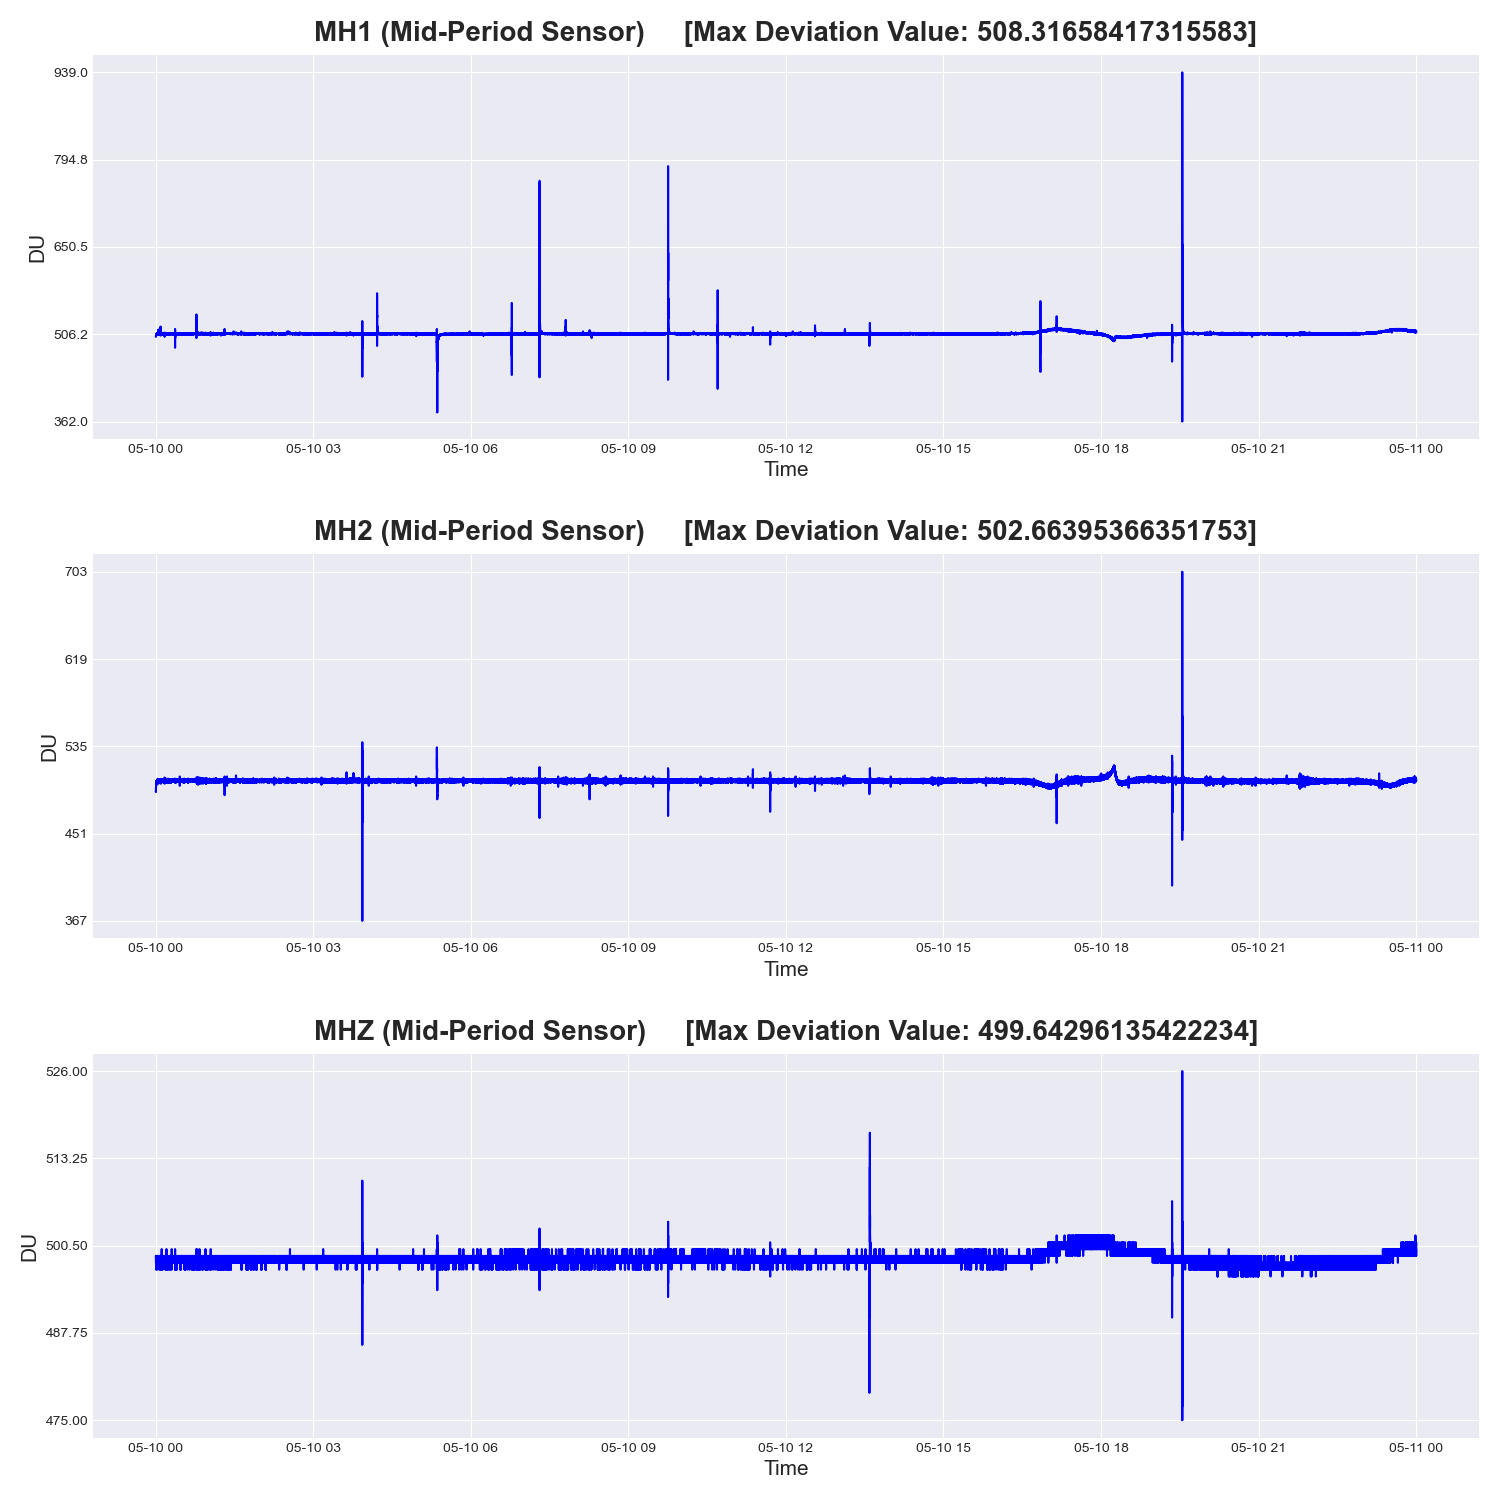 MH1 (Mid-Period Sensor) [Max Deviation Value: 508.31658417315583]
939.0
794.8
650.5
506.2
362.0
DU
05-10 00 05-10 03 05-10 06 05-10 09 05-10 12 05-10 15 05-10 18 05-10 21 05-11 00
Time
MH2 (Mid-Period Sensor) [Max Deviation Value: 502.66395366351753]
703
619
535
451
367
DU
05-10 00 05-10 03 05-10 06 05-10 09 05-10 12 05-10 15 05-10 18 05-10 21 05-11 00
Time
MHZ (Mid-Period Sensor) [Max Deviation Value: 499.64296135422234]
526.00
513.25
500.50
487.75
475.00
DU
05-10 00 05-10 03 05-10 06 05-10 09 05-10 12 05-10 15 05-10 18 05-10 21 05-11 00
Time